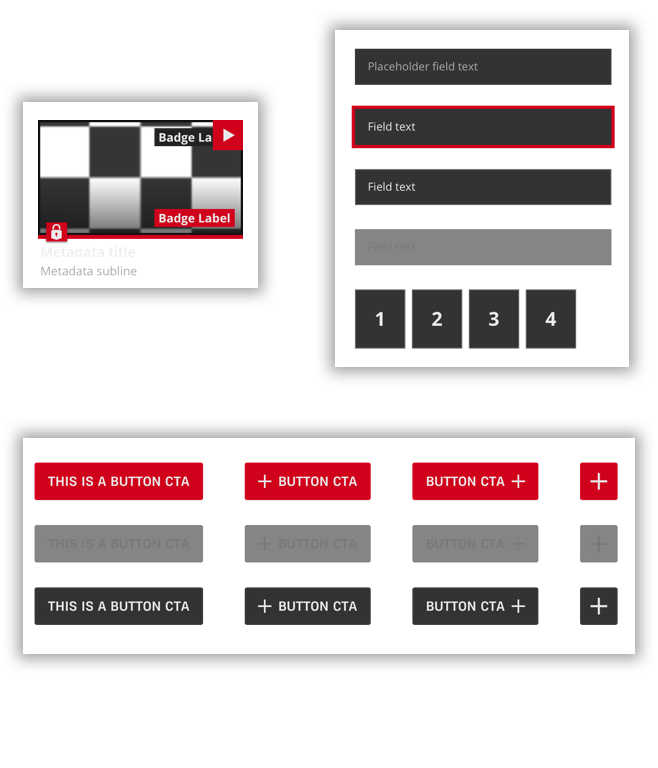 Placeholder field text
Field text
Field text
Field text
1 2 3 4
Badge La
Badge Label
Metadata title
Metadata subline
THIS IS A BUTTON CTA BUTTON CTA BUTTON CTA
THIS IS A BUTTON CTA BUTTON CTA BUTTON CTA
THIS IS A BUTTON CTA BUTTON CTA BUTTON CTA